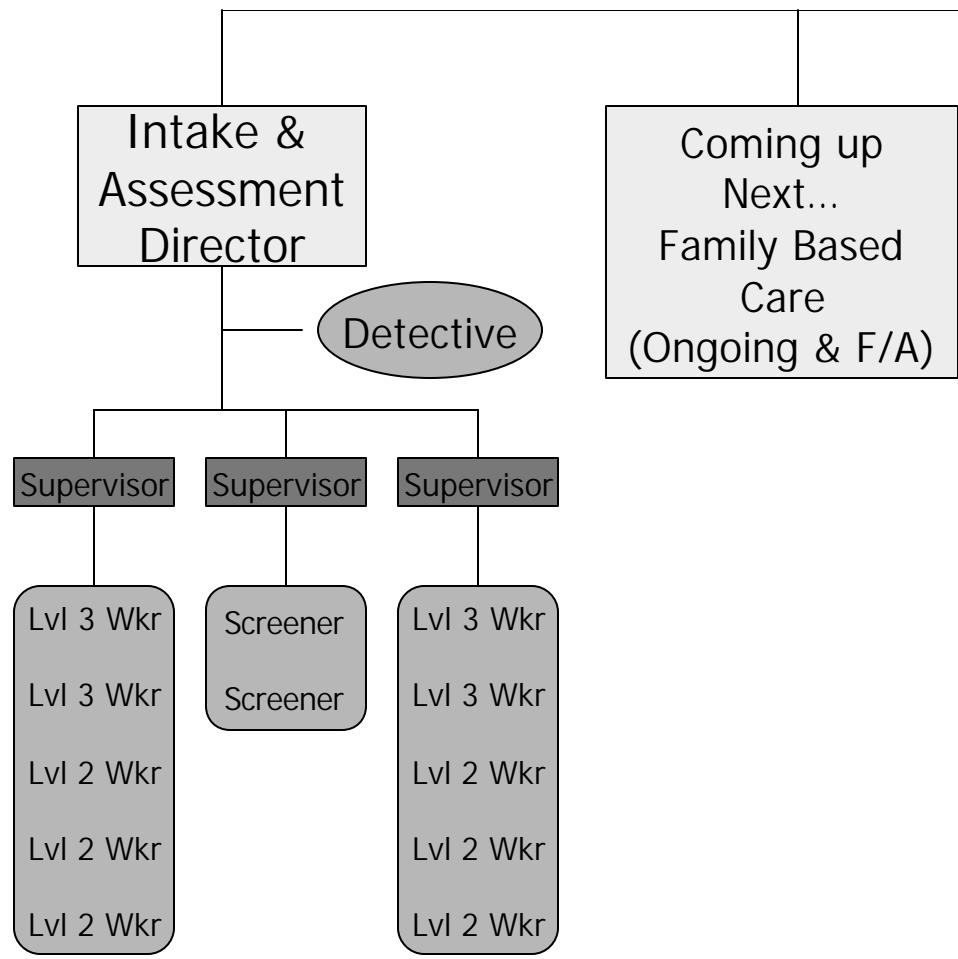 Intake &
Assessment
Director
Coming up
Next...
Family Based
Care
(Ongoing & F/A)
Detective
Supervisor
Supervisor
Supervisor
Lvl 3 Wkr
Lvl 3 Wkr
Lvl 2 Wkr
Lvl 2 Wkr
Lvl 2 Wkr
Screener
Screener
Lvl 3 Wkr
Lvl 3 Wkr
Lvl 2 Wkr
Lvl 2 Wkr
Lvl 2 Wkr